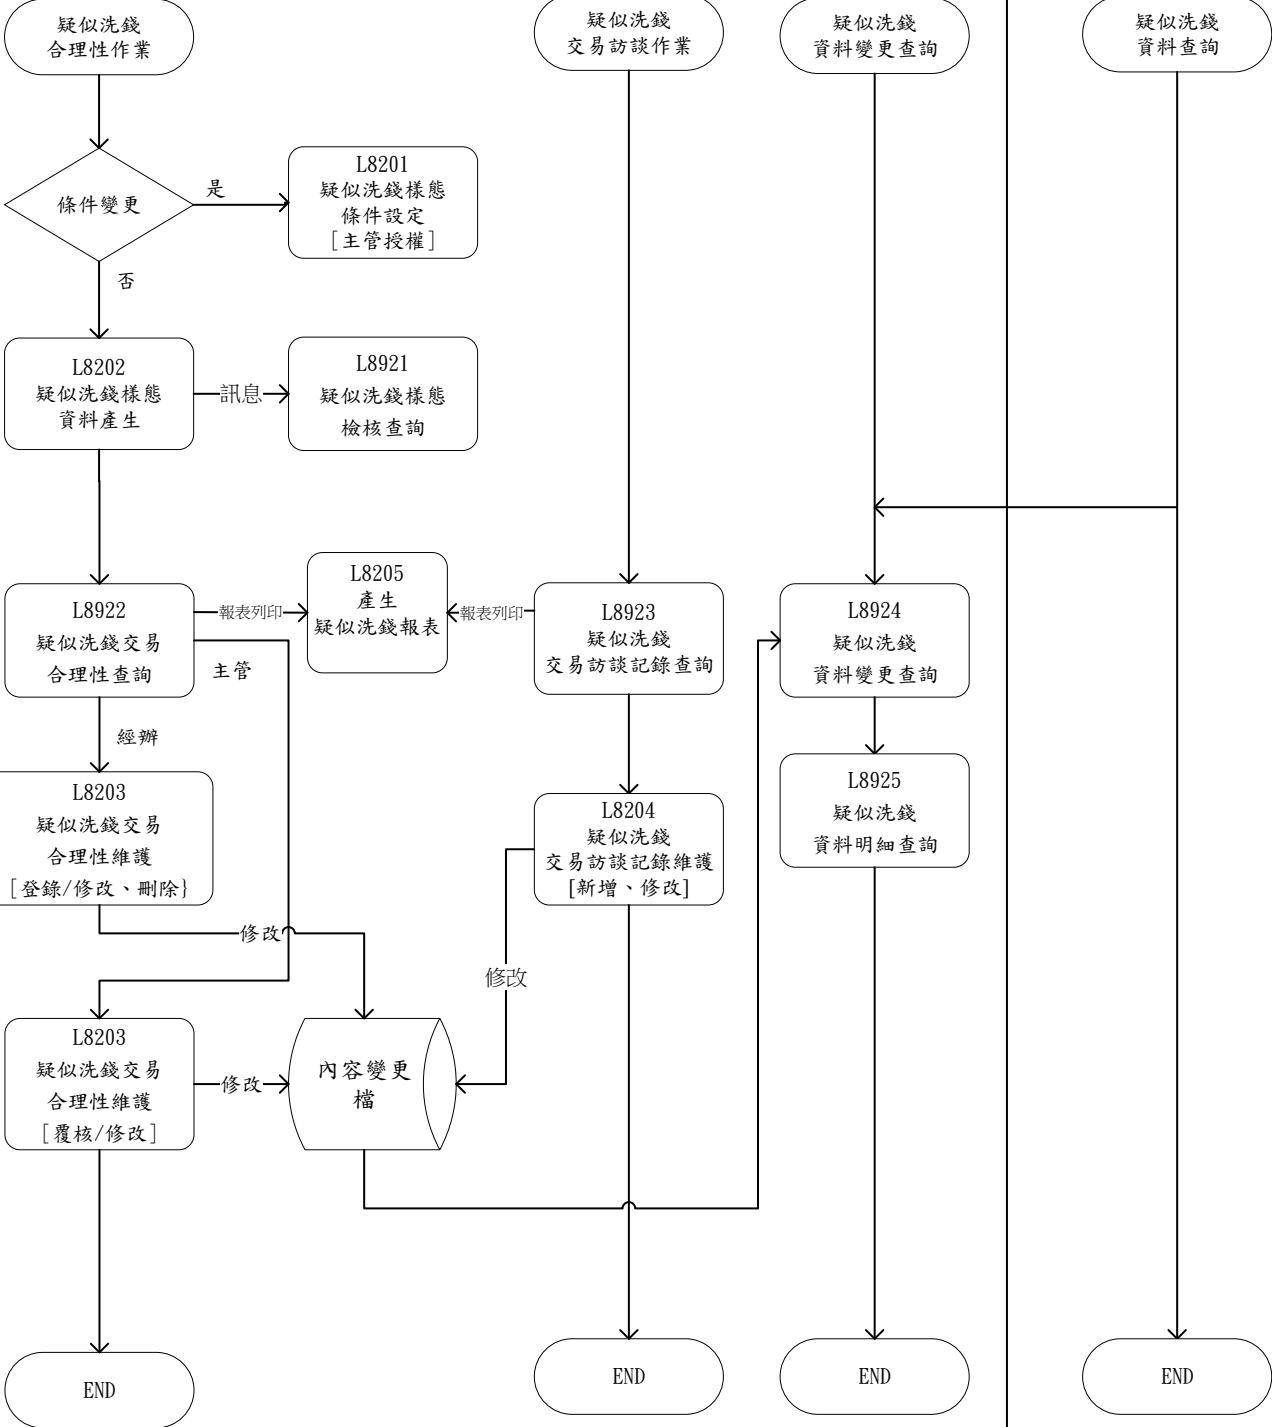 疑似洗錢
合理性作業
疑似洗錢
交易訪談作業
疑似洗錢
資料變更查詢
疑似洗錢
資料查詢
條件變更
是
否
L8201
疑似洗錢樣態
條件設定
[主管授權]
L8202
疑似洗錢樣態
資料產生
訊息
L8921
疑似洗錢樣態
檢核查詢
L8922
疑似洗錢交易
合理性查詢
報表列印
L8205
產生
疑似洗錢報表
報表列印
L8923
疑似洗錢
交易訪談記錄查詢
L8924
疑似洗錢
資料變更查詢
主管
經辦
L8203
疑似洗錢交易
合理性維護
[登錄/修改、刪除}
L8204
疑似洗錢
交易訪談記錄維護
[新增、修改]
L8925
疑似洗錢
資料明細查詢
修改
修改
L8203
疑似洗錢交易
合理性維護
[覆核/修改]
修改
內容變更
檔
END
END
END
END